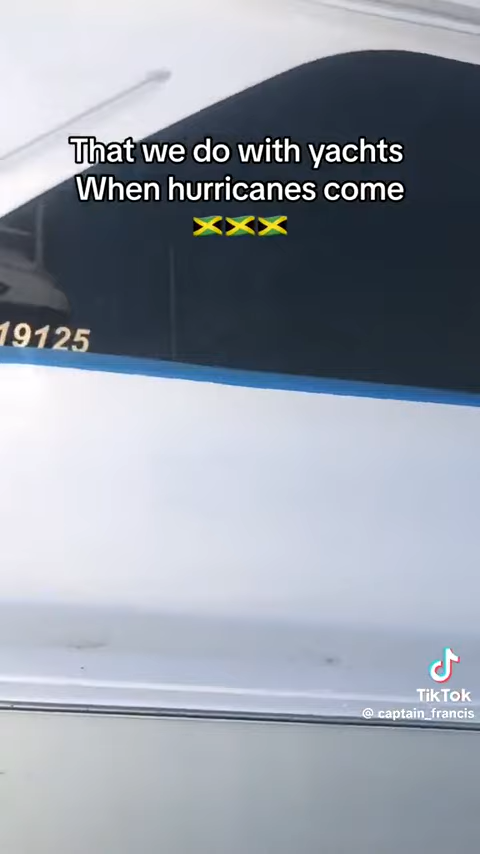 That we do with yachts
When hurricanes come
🇯🇲🇯🇲🇯🇲
19125
TikTok
@ captain_francis